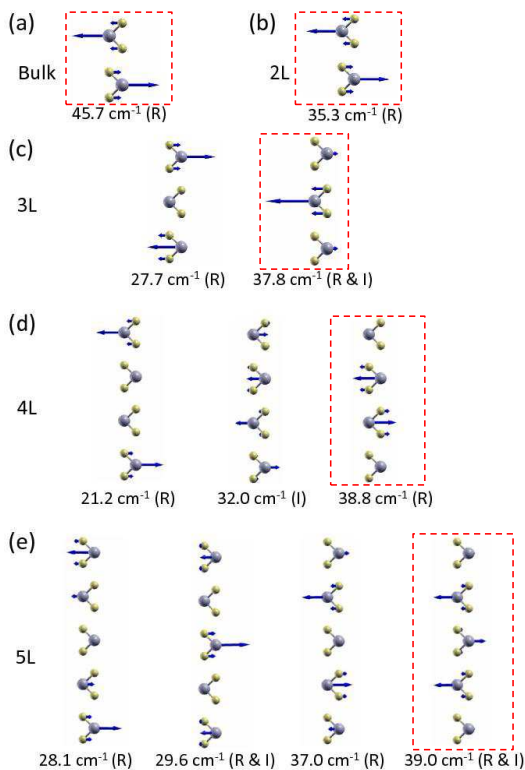 (a)
(b)
Bulk
2L
45.7 cm⁻¹ (R)
35.3 cm⁻¹ (R)
(c)
3L
27.7 cm⁻¹ (R)
37.8 cm⁻¹ (R & I)
(d)
4L
21.2 cm⁻¹ (R)
32.0 cm⁻¹ (I)
38.8 cm⁻¹ (R)
(e)
5L
28.1 cm⁻¹ (R)
29.6 cm⁻¹ (R & I)
37.0 cm⁻¹ (R)
39.0 cm⁻¹ (R & I)